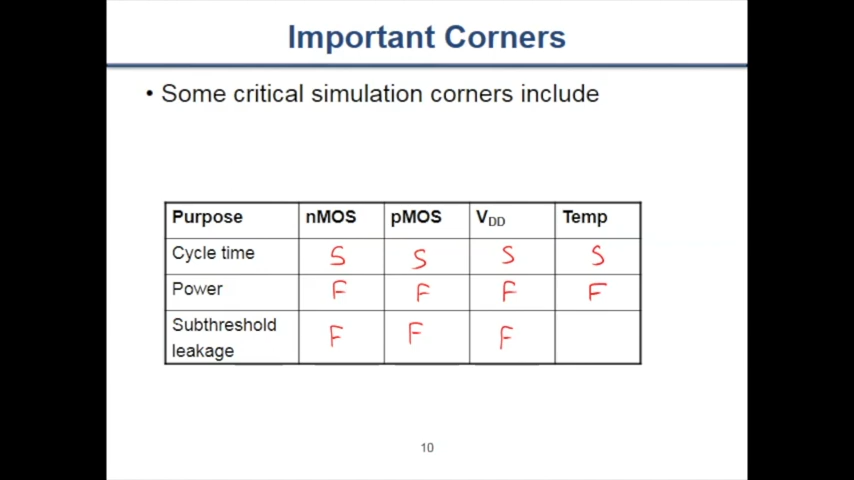 Important Corners
• Some critical simulation corners include
Purpose nMOS pMOS VDD Temp
Cycle time S S S S
Power F F F F
Subthreshold
leakage F F F
10